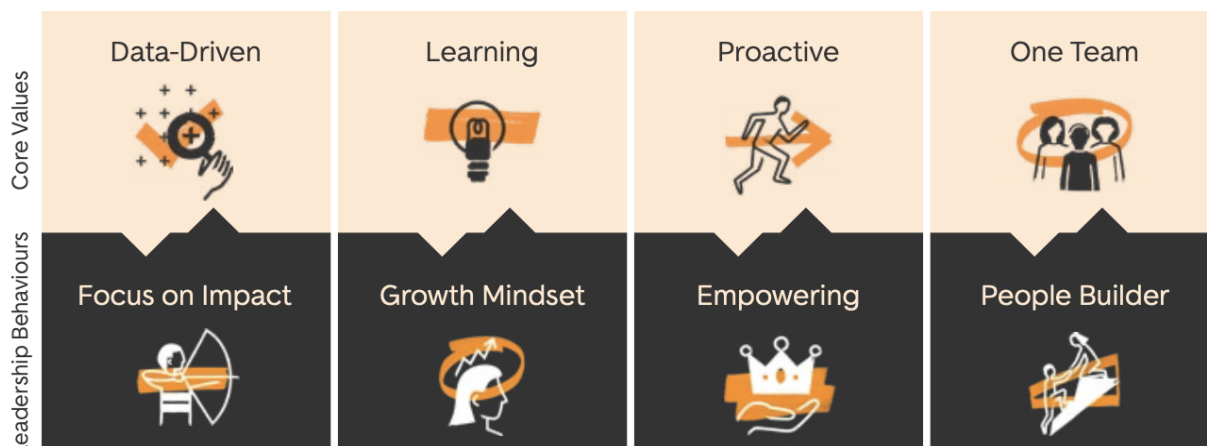 Core Values
Data-Driven
Learning
Proactive
One Team
eadership Behaviours
Focus on Impact
Growth Mindset
Empowering
People Builder